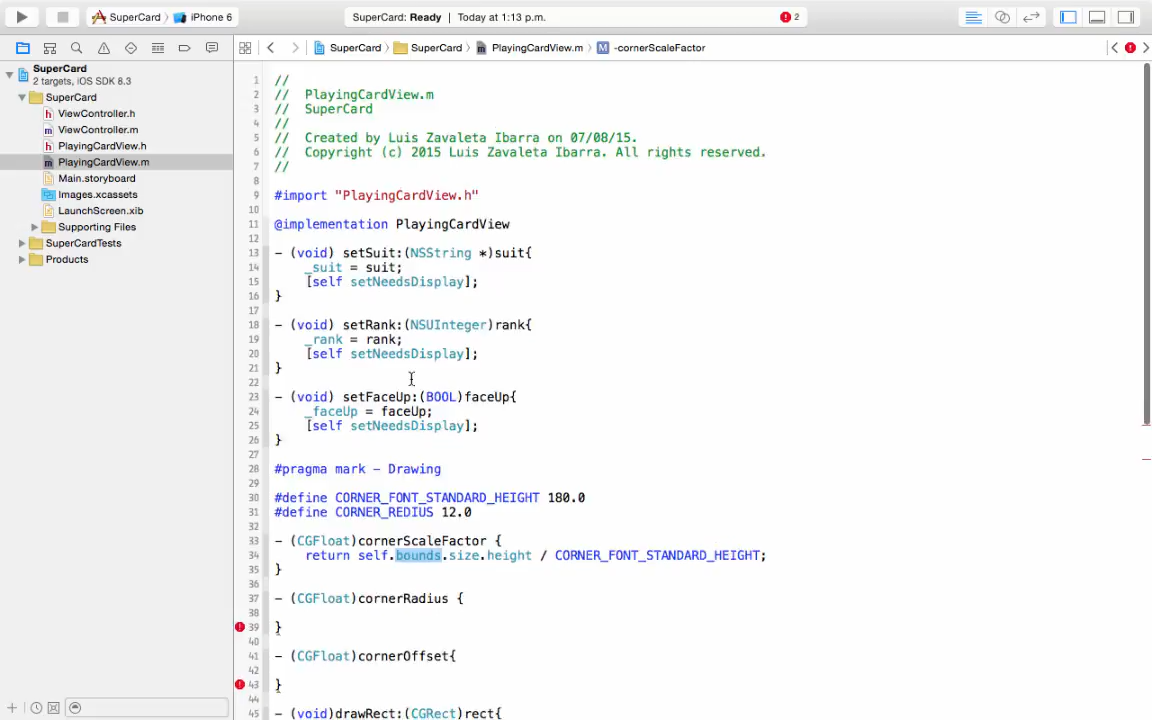 SuperCard
iPhone 6
SuperCard: Ready | Today at 1:13 p.m.
2
SuperCard
SuperCard
PlayingCardView.m
M -cornerScaleFactor
SuperCard
2 targets, iOS SDK 8.3
SuperCard
h ViewController.h
m ViewController.m
h PlayingCardView.h
m PlayingCardView.m
Main.storyboard
Images.xcassets
LaunchScreen.xib
Supporting Files
SuperCardTests
Products
1 //
2 //  PlayingCardView.m
3 //  SuperCard
4 //
5 //  Created by Luis Zavaleta Ibarra on 07/08/15.
6 //  Copyright (c) 2015 Luis Zavaleta Ibarra. All rights reserved.
7 //
8
9 #import "PlayingCardView.h"
10
11 @implementation PlayingCardView
12
13 - (void) setSuit:(NSString *)suit{
14     _suit = suit;
15     [self setNeedsDisplay];
16 }
17
18 - (void) setRank:(NSUInteger)rank{
19     _rank = rank;
20     [self setNeedsDisplay];
21 }
22
23 - (void) setFaceUp:(BOOL)faceUp{
24     _faceUp = faceUp;
25     [self setNeedsDisplay];
26 }
27
28 #pragma mark - Drawing
29
30 #define CORNER_FONT_STANDARD_HEIGHT 180.0
31 #define CORNER_REDIUS 12.0
32
33 - (CGFloat)cornerScaleFactor {
34     return self.bounds.size.height / CORNER_FONT_STANDARD_HEIGHT;
35 }
36
37 - (CGFloat)cornerRadius {
38
39 }
40
41 - (CGFloat)cornerOffset{
42
43 }
44
45 - (void)drawRect:(CGRect)rect{